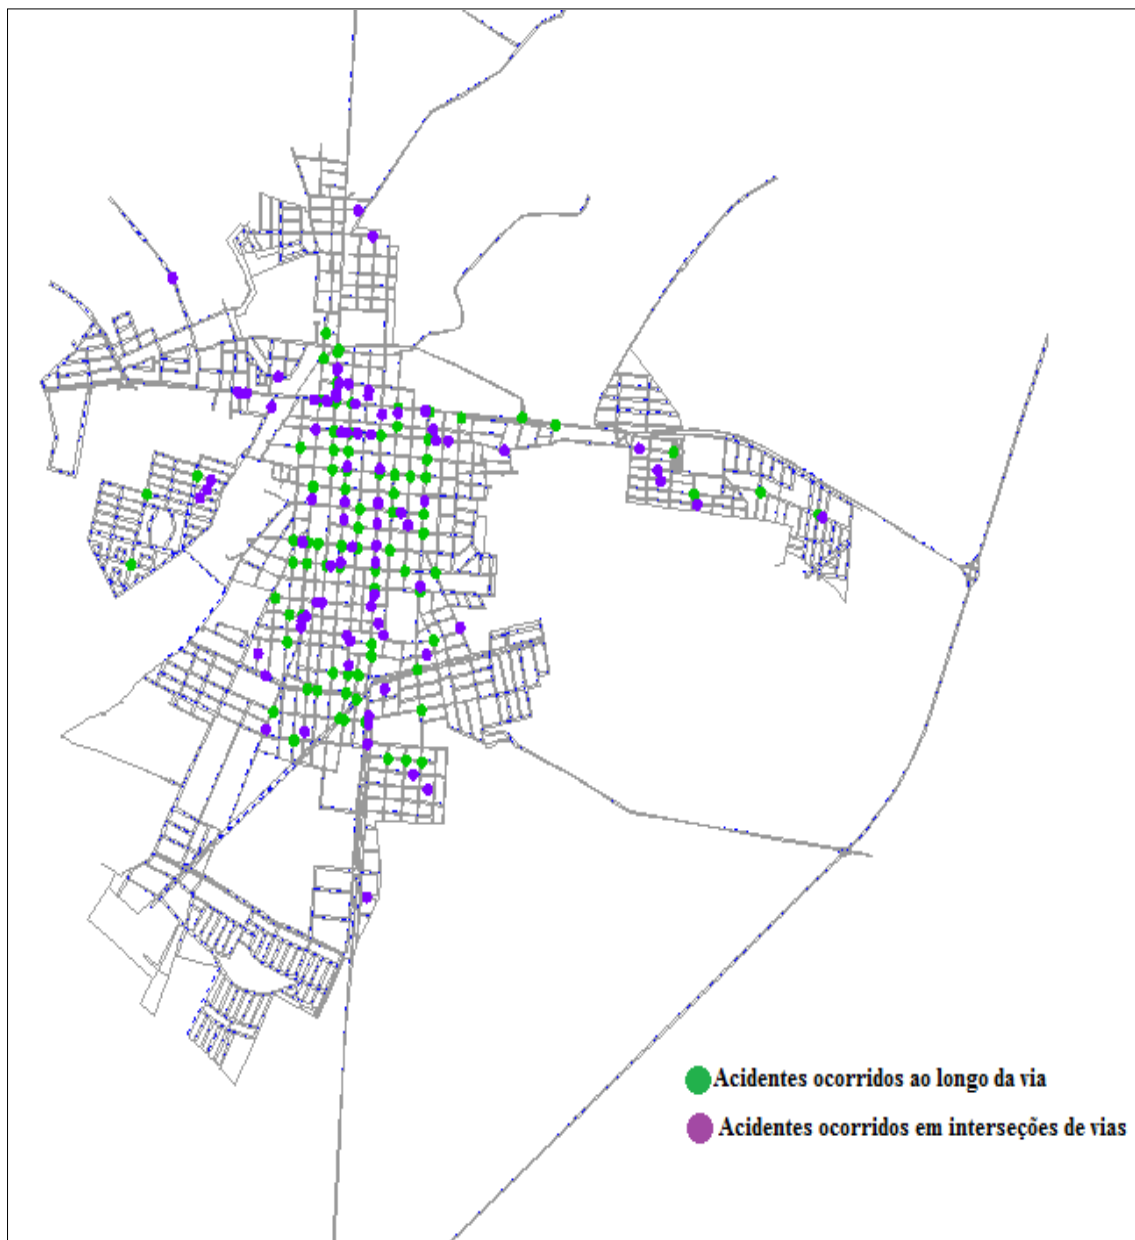 Acidentes ocorridos ao longo da via
Acidentes ocorridos em interseções de vias